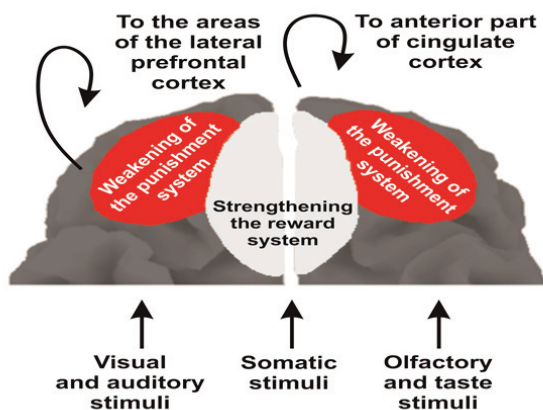 To the areas
of the lateral
prefrontal
cortex
To anterior part
of cingulate
cortex
Weakening of
the punishment
system
Strengthening
the reward
system
Weakening of
the punishment
system
Visual
and auditory
stimuli
Somatic
stimuli
Olfactory
and taste
stimuli